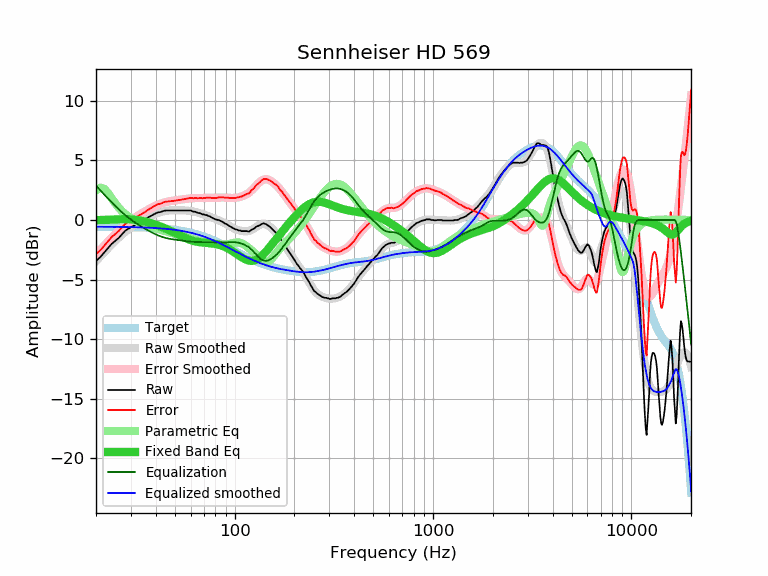 Sennheiser HD 569
Amplitude (dBr)
10
5
0
−5
−10
−15
−20
Target
Raw Smoothed
Error Smoothed
Raw
Error
Parametric Eq
Fixed Band Eq
Equalization
Equalized smoothed
100 1000 10000
Frequency (Hz)